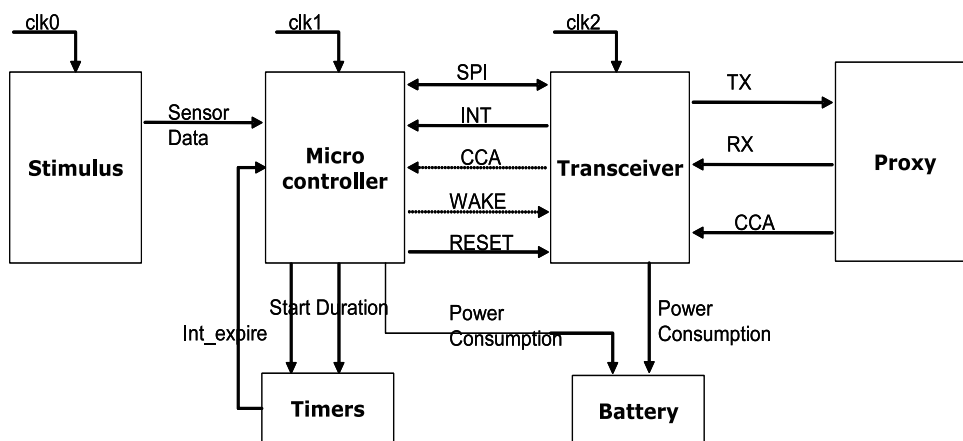 clk0
clk1
clk2
SPI
TX
Sensor
Data
INT
Stimulus
Micro
controller
CCA
Transceiver
RX
Proxy
WAKE
RESET
CCA
Start Duration
Int_expire
Power
Consumption
Power
Consumption
Timers
Battery